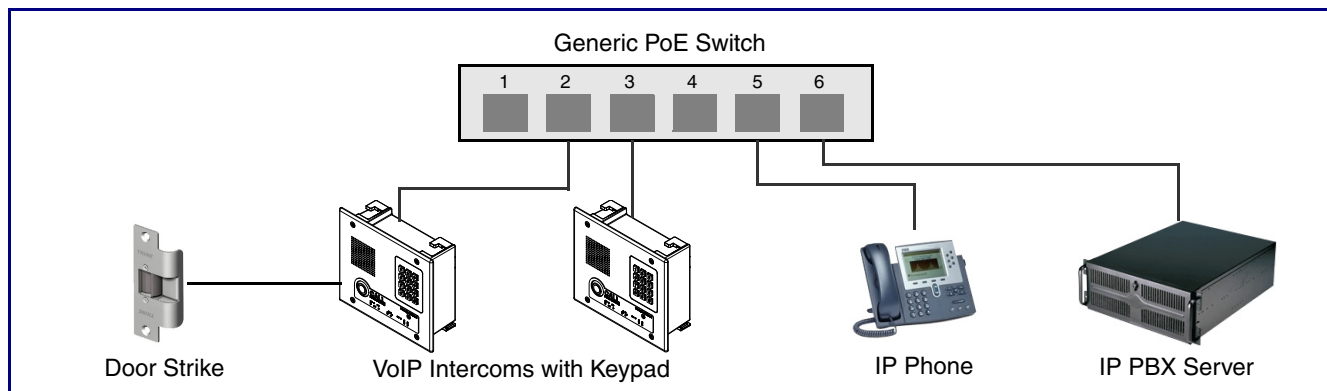 Generic PoE Switch
1 2 3 4 5 6
Door Strike
VoIP Intercoms with Keypad
IP Phone
IP PBX Server